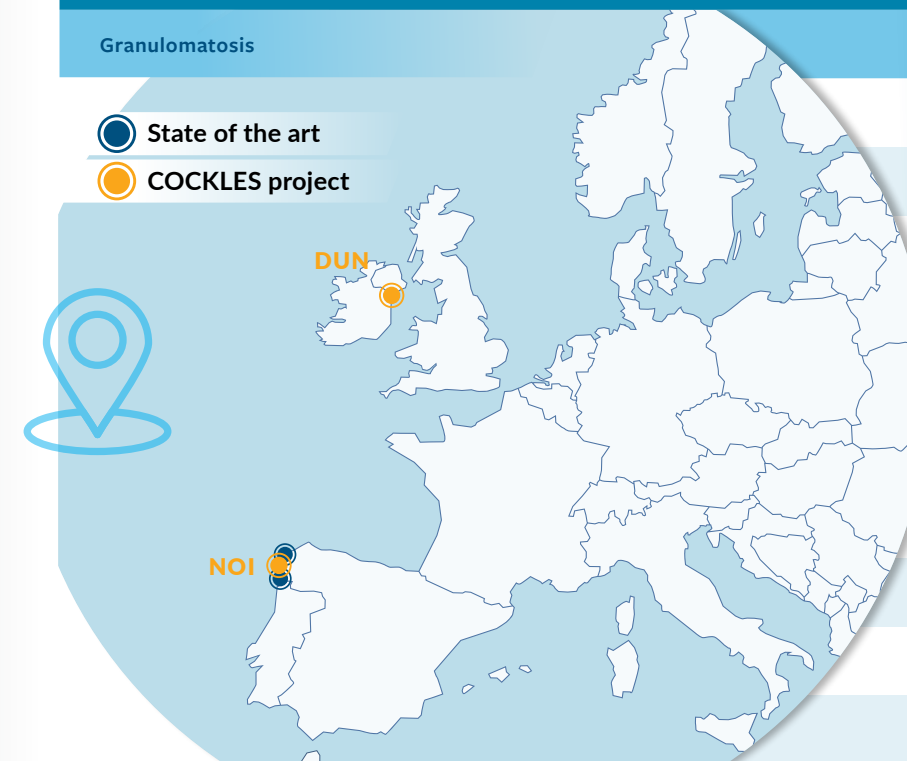 Granulomatosis
State of the art
COCKLES project
DUN
NOI